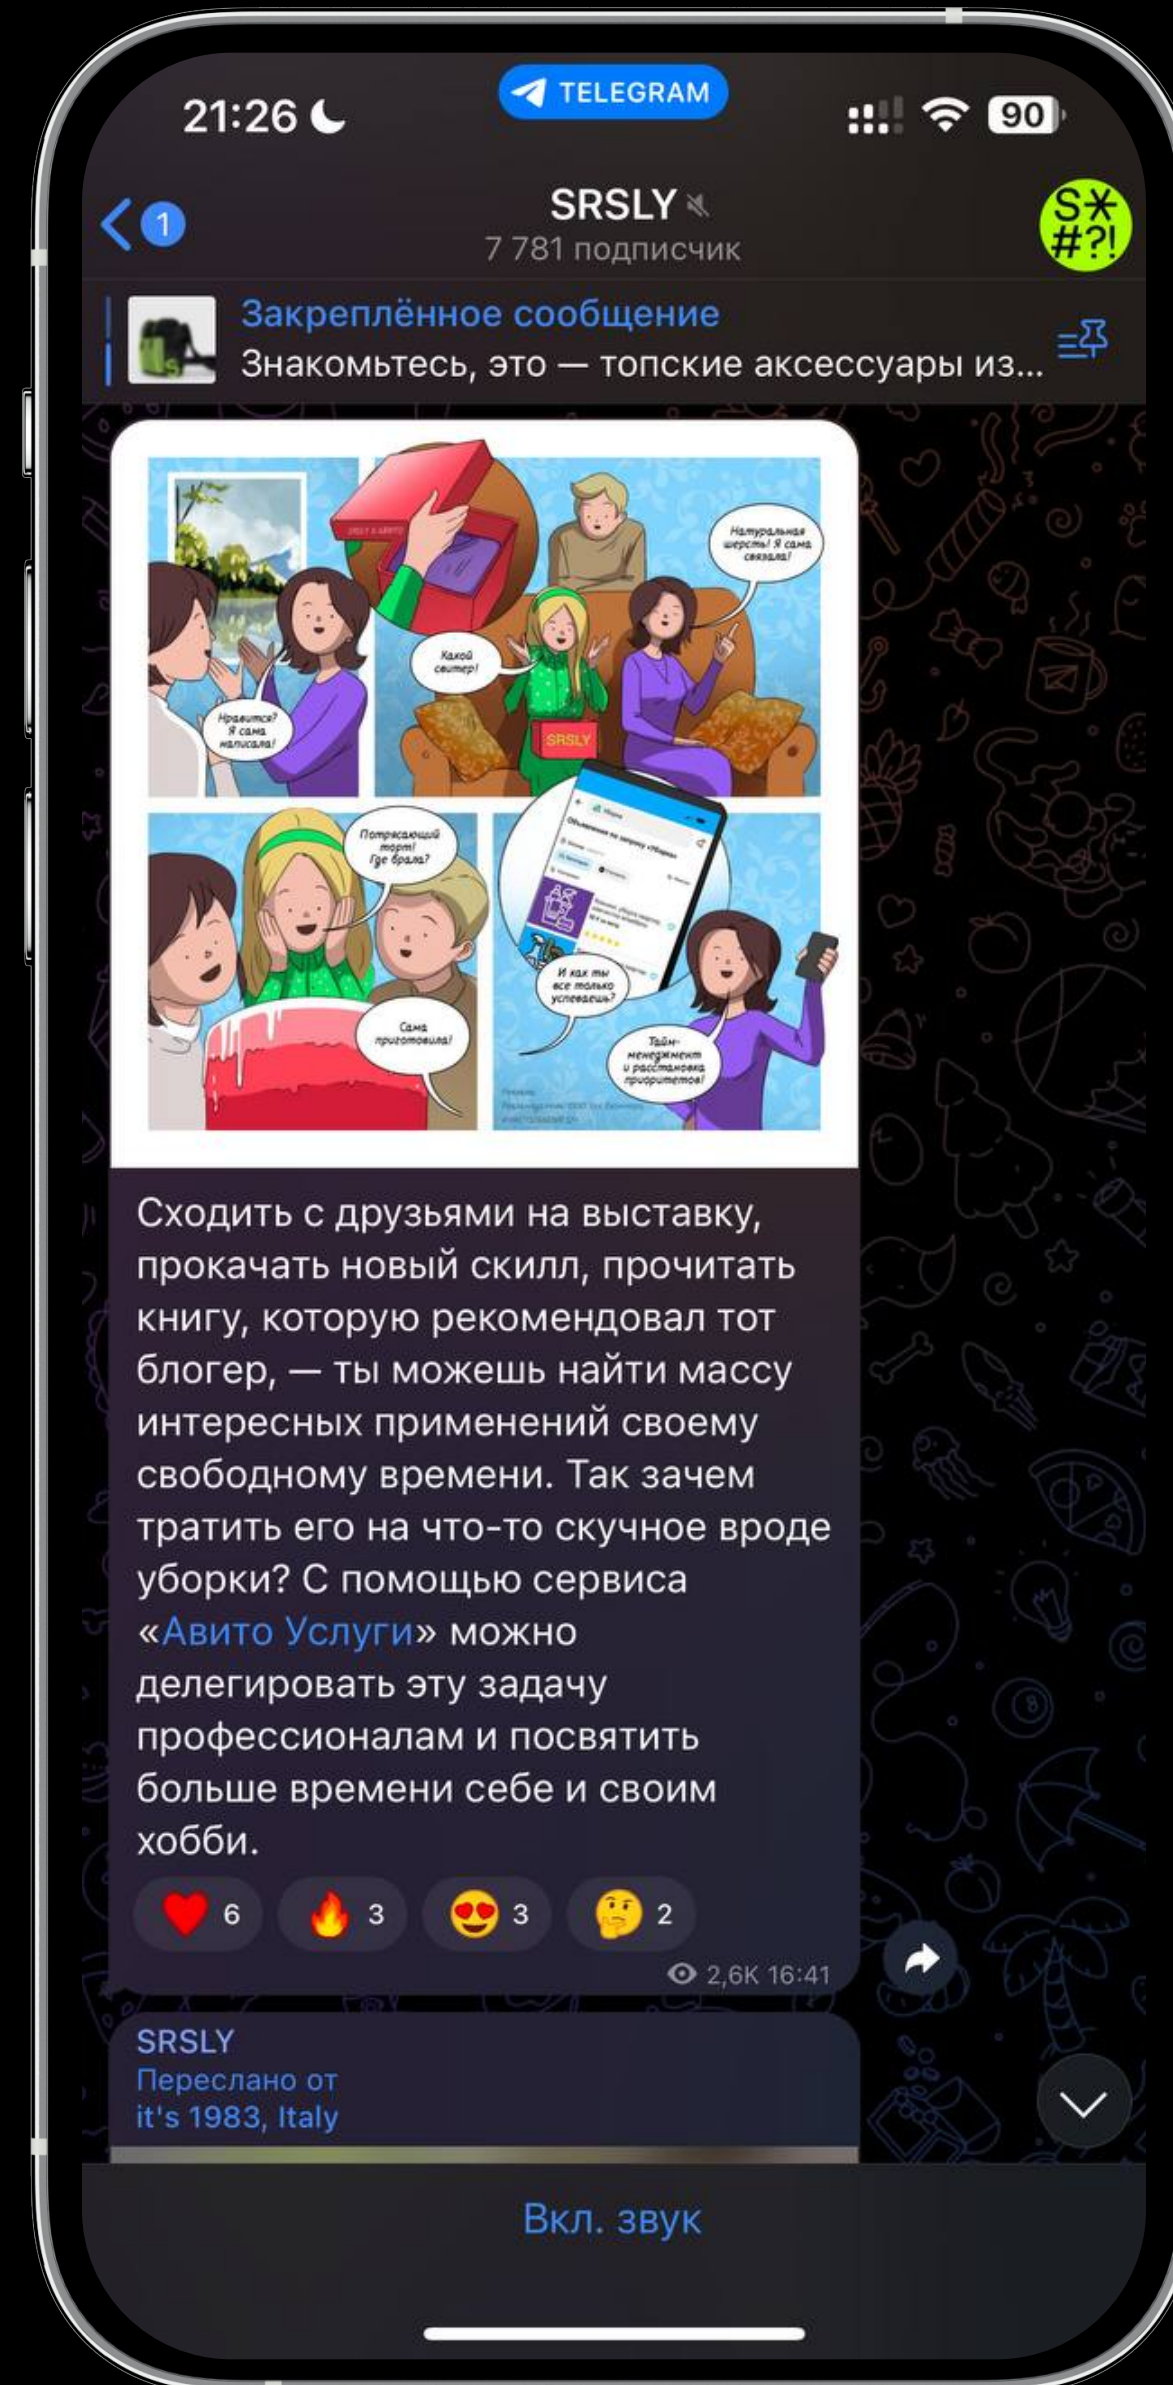 21:26
TELEGRAM
90
1
SRSLY
7 781 подписчик
S*
#?!
Закреплённое сообщение
Знакомьтесь, это — топские аксессуары из...
Нравится?
Я сама
написала!
Какой
свитер!
Натуральная
шерсть! Я сама
связала!
SRSLY
Потрясающий
торт!
Где брала?
Сама
приготовила!
Уборка
Объявления по запросу «Уборка»
И как ты
все только
успеваешь?
Тайм-
менеджмент
и расстановка
приоритетов!
Сходить с друзьями на выставку,
прокачать новый скилл, прочитать
книгу, которую рекомендовал тот
блогер, — ты можешь найти массу
интересных применений своему
свободному времени. Так зачем
тратить его на что-то скучное вроде
уборки? С помощью сервиса
«Авито Услуги» можно
делегировать эту задачу
профессионалам и посвятить
больше времени себе и своим
хобби.
6 3 3 2
2,6K 16:41
SRSLY
Переслано от
it's 1983, Italy
Вкл. звук